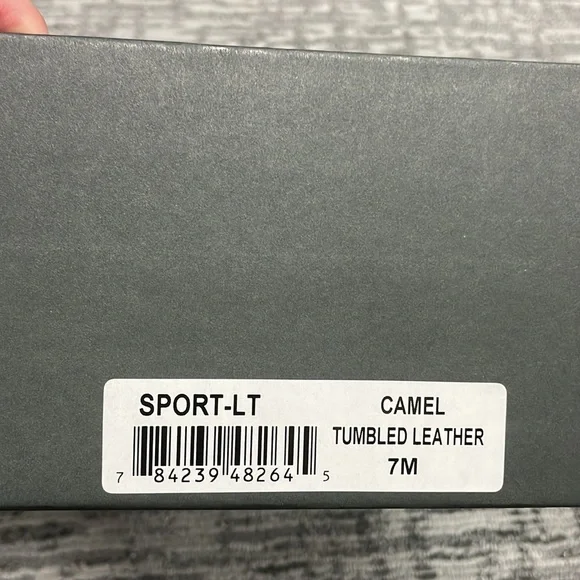 SPORT-LT
7 84239 48264 5
CAMEL
TUMBLED LEATHER
7M